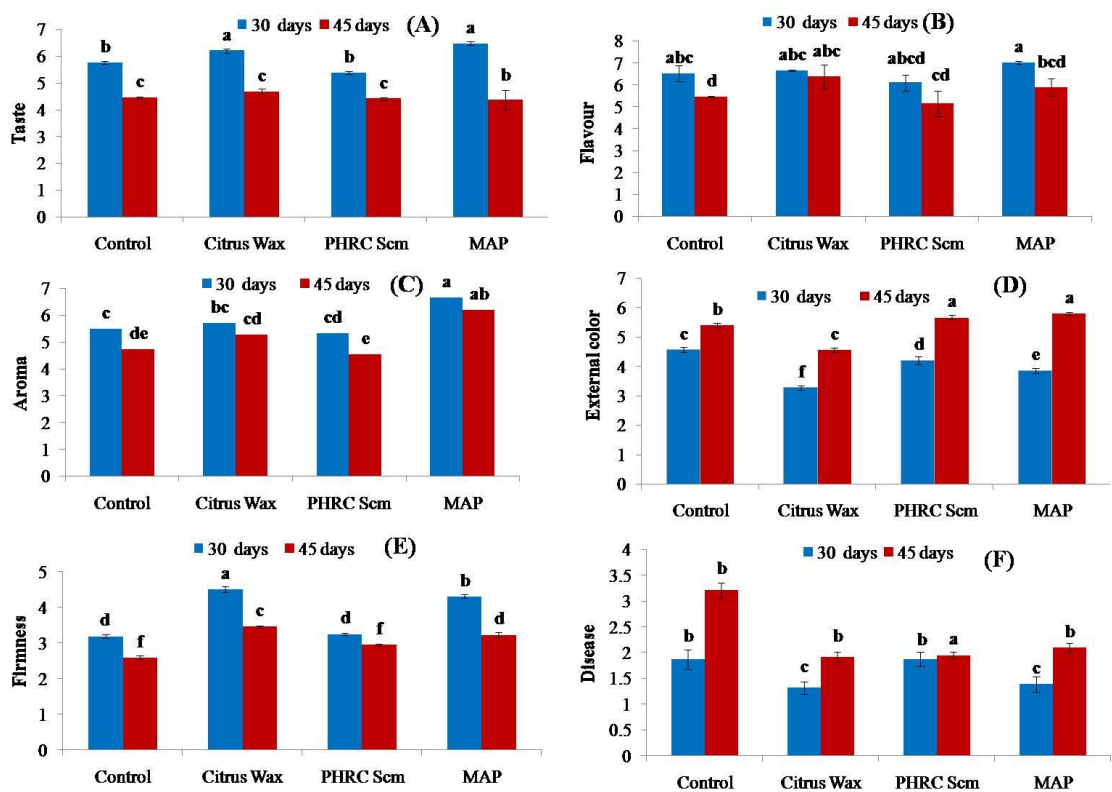 30 days 45 days (A)
Taste
7
6
5
4
3
2
1
0
b c a c b c a b
Control Citrus Wax PHRC Scm MAP
30 days 45 days (B)
Flavour
8
7
6
5
4
3
2
1
0
abc d abc abc abcd cd a bcd
Control Citrus Wax PHRC Scm MAP
30 days 45 days (C)
Aroma
7
6
5
4
3
2
1
0
c de bc cd cd e a ab
Control Citrus Wax PHRC Scm MAP
30 days 45 days (D)
External color
7
6
5
4
3
2
1
0
c b f c d a e a
Control Citrus Wax PHRC Scm MAP
30 days 45 days (E)
Firmness
5
4
3
2
1
0
d f a c d f b d
Control Citrus Wax PHRC Scm MAP
30 days 45 days (F)
Disease
4
3.5
3
2.5
2
1.5
1
0.5
0
b b c b b a c b
Control Citrus Wax PHRC Scm MAP